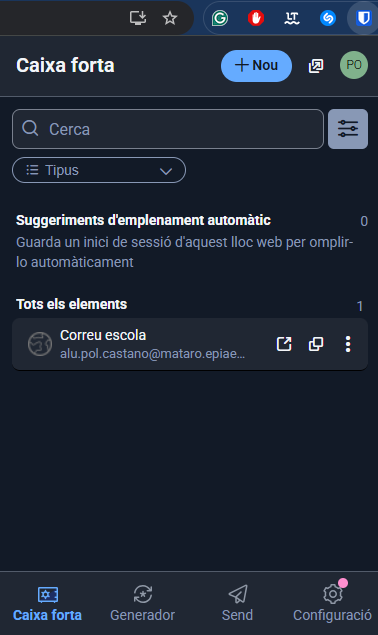 LT
Caixa forta
Nou
PO
Cerca
Tipus
Suggeriments d'emplenament automàtic
0
Guarda un inici de sessió d'aquest lloc web per omplir-
lo automàticament
Tots els elements
1
Correu escola
alu.pol.castano@mataro.epiae...
Caixa forta
Generador
Send
Configuració